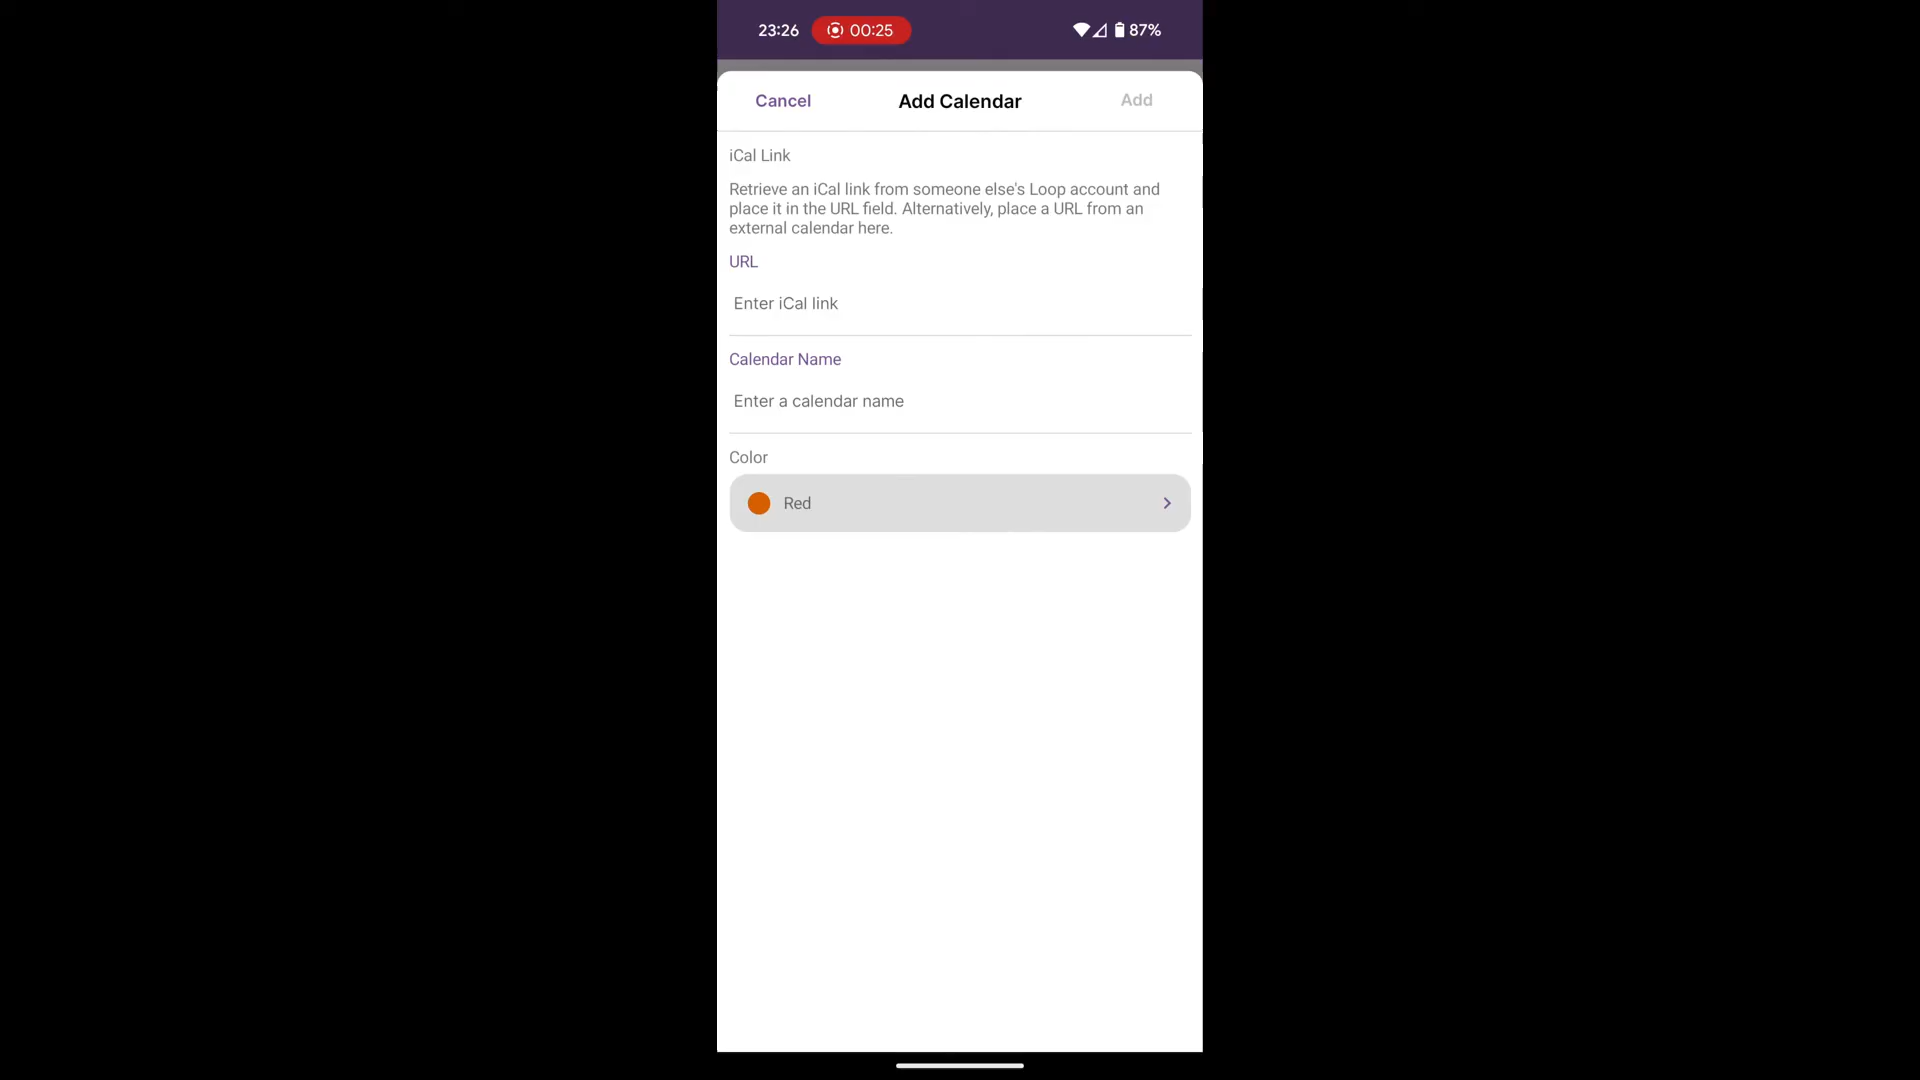 23:26
00:25
87%
Cancel
Add Calendar
Add
iCal Link
Retrieve an iCal link from someone else's Loop account and
place it in the URL field. Alternatively, place a URL from an
external calendar here.
URL
Enter iCal link
Calendar Name
Enter a calendar name
Color
Red